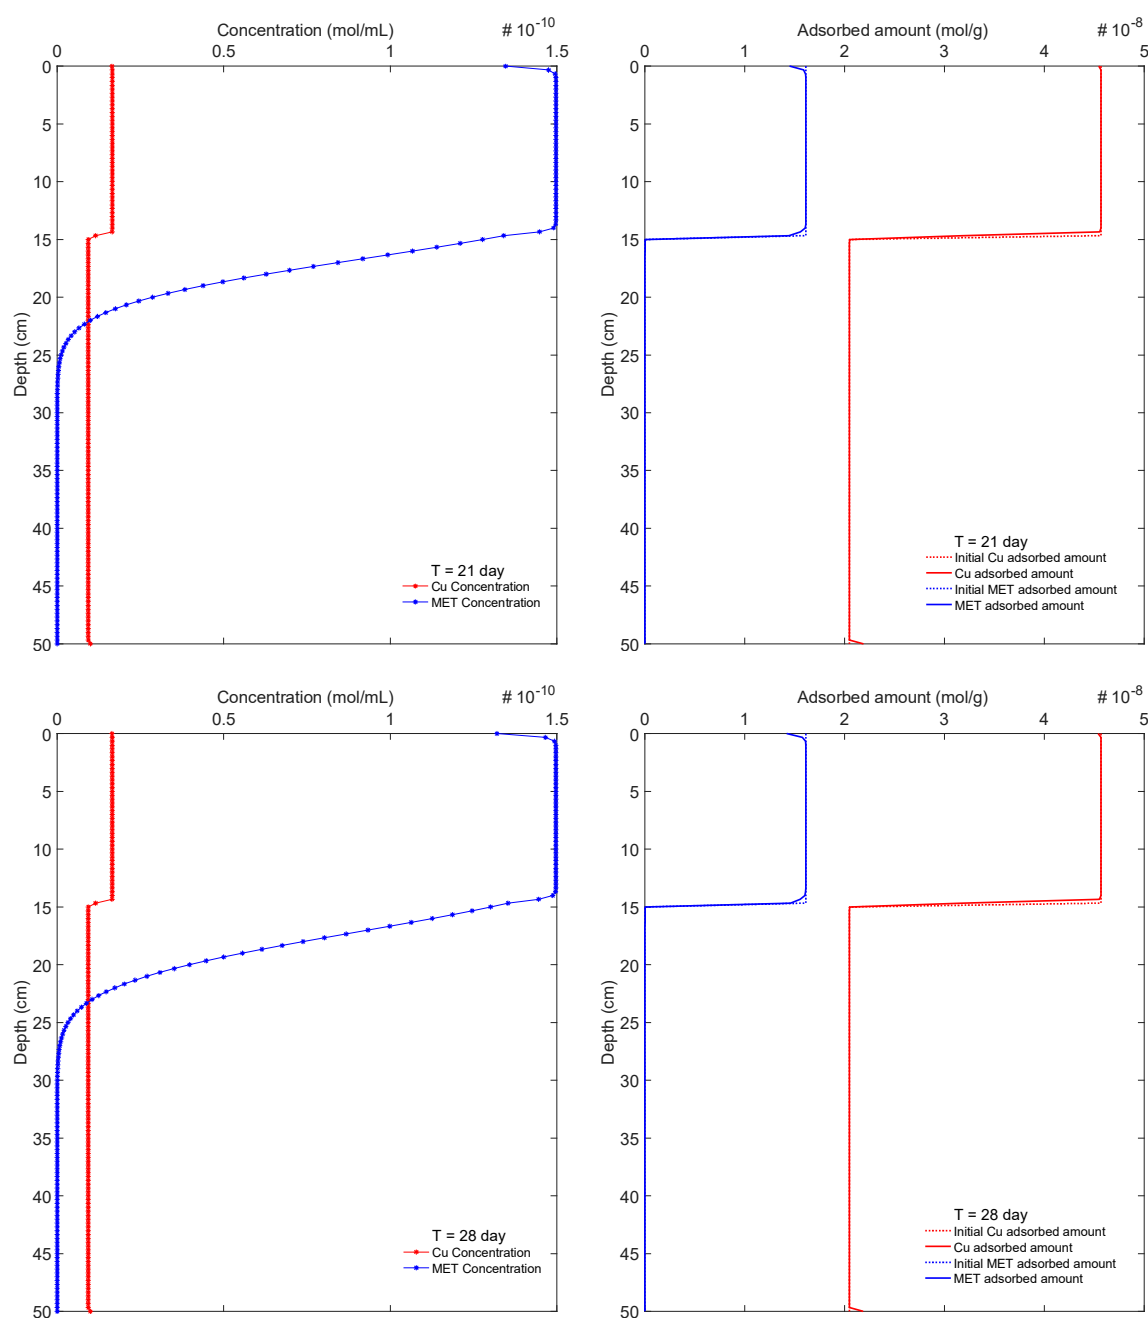 Concentration (mol/mL) # 10^-10
0 0.5 1 1.5
0
5
10
15
20
25
30
35
40
45
50
Depth (cm)
T = 21 day
Cu Concentration
MET Concentration
Adsorbed amount (mol/g) # 10^-8
0 1 2 3 4 5
0
5
10
15
20
25
30
35
40
45
50
Depth (cm)
T = 21 day
Initial Cu adsorbed amount
Cu adsorbed amount
Initial MET adsorbed amount
MET adsorbed amount
Concentration (mol/mL) # 10^-10
0 0.5 1 1.5
0
5
10
15
20
25
30
35
40
45
50
Depth (cm)
T = 28 day
Cu Concentration
MET Concentration
Adsorbed amount (mol/g) # 10^-8
0 1 2 3 4 5
0
5
10
15
20
25
30
35
40
45
50
Depth (cm)
T = 28 day
Initial Cu adsorbed amount
Cu adsorbed amount
Initial MET adsorbed amount
MET adsorbed amount